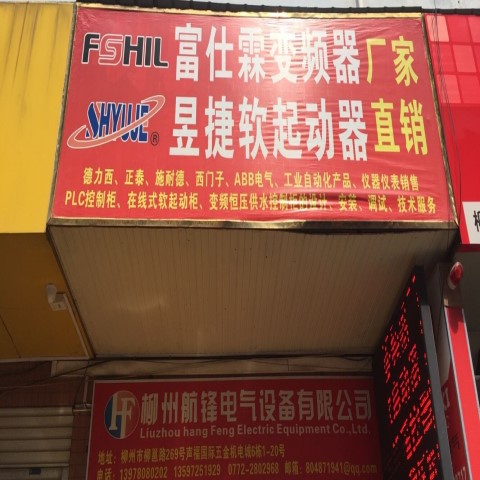 FSHIL 富仕霖变频器厂家
SHYUJE® 昱捷软起动器直销
德力西、正泰、施耐德、西门子、ABB电气、工业自动化产品、仪器仪表销售
PLC控制柜、在线式软起动柜、变频恒压供水控制柜的设计、安装、调试、技术服务
HF 柳州航锋电气设备有限公司
Liuzhou hang Feng Electric Equipment Co.,Ltd.
地址：柳州市柳邕路269号声福国际五金机电城6栋1-20号
电话：13978080202 13597251929 0772-2802968 邮箱：804871941@qq.com